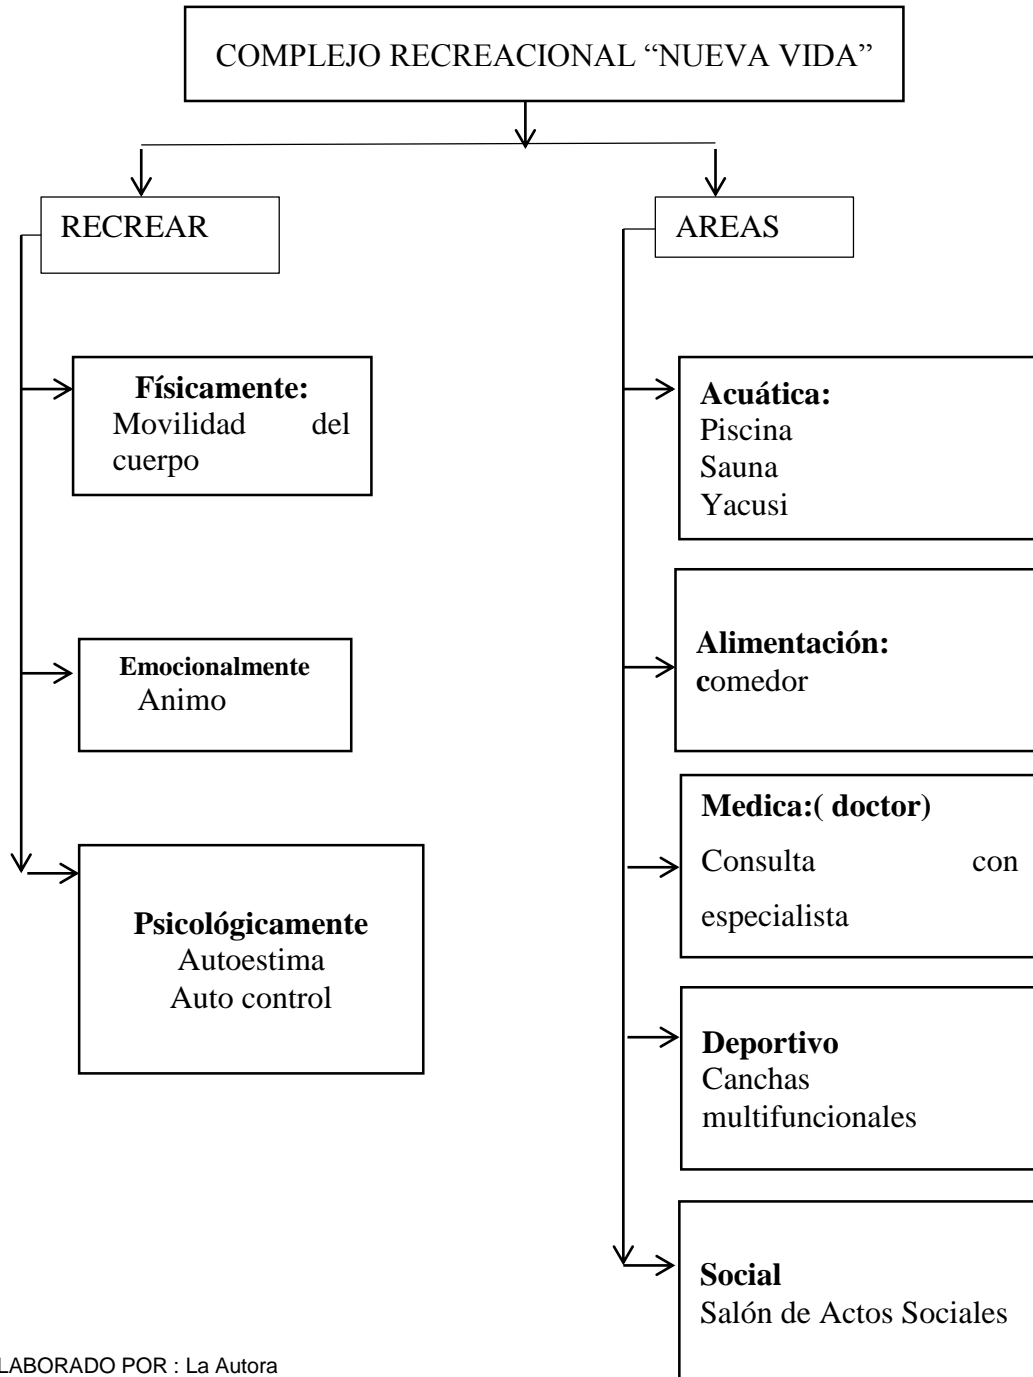 COMPLEJO RECREACIONAL “NUEVA VIDA”
RECREAR
Físicamente:
Movilidad del
cuerpo
Emocionalmente
Animo
Psicológicamente
Autoestima
Auto control
AREAS
Acuática:
Piscina
Sauna
Yacusi
Alimentación:
comedor
Medica:( doctor)
Consulta con
especialista
Deportivo
Canchas
multifuncionales
Social
Salón de Actos Sociales
LABORADO POR : La Autora